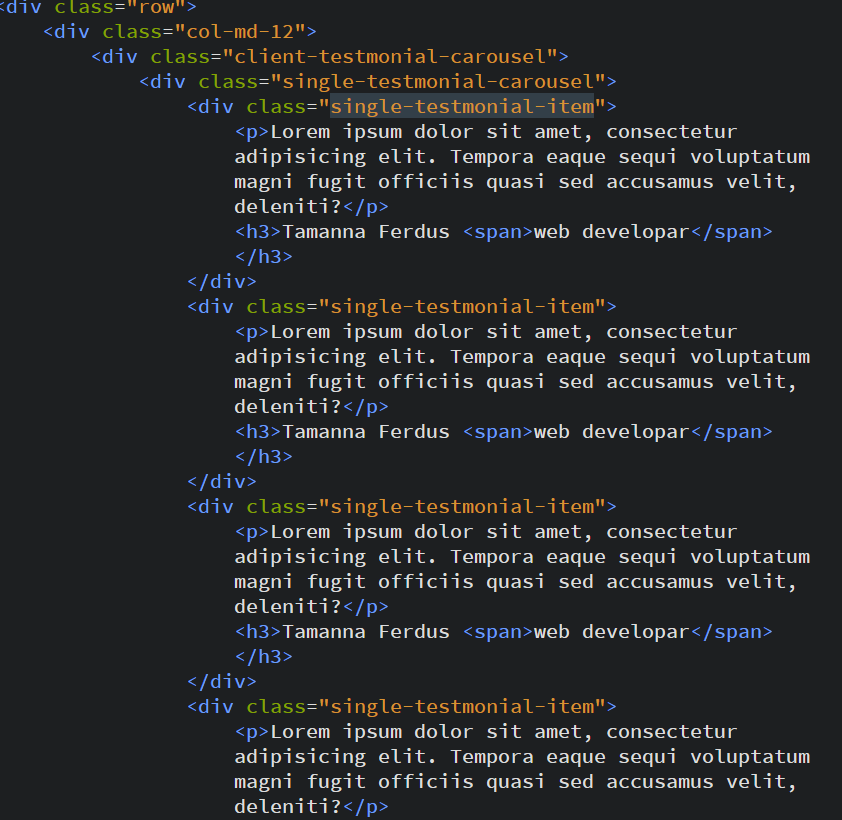 <div class="row">
<div class="col-md-12">
<div class="client-testmonial-carousel">
<div class="single-testmonial-carousel">
<div class="single-testmonial-item">
<p>Lorem ipsum dolor sit amet, consectetur
adipisicing elit. Tempora eaque sequi voluptatum
magni fugit officiis quasi sed accusamus velit,
deleniti?</p>
<h3>Tamanna Ferdus <span>web developar</span>
</h3>
</div>
<div class="single-testmonial-item">
<p>Lorem ipsum dolor sit amet, consectetur
adipisicing elit. Tempora eaque sequi voluptatum
magni fugit officiis quasi sed accusamus velit,
deleniti?</p>
<h3>Tamanna Ferdus <span>web developar</span>
</h3>
</div>
<div class="single-testmonial-item">
<p>Lorem ipsum dolor sit amet, consectetur
adipisicing elit. Tempora eaque sequi voluptatum
magni fugit officiis quasi sed accusamus velit,
deleniti?</p>
<h3>Tamanna Ferdus <span>web developar</span>
</h3>
</div>
<div class="single-testmonial-item">
<p>Lorem ipsum dolor sit amet, consectetur
adipisicing elit. Tempora eaque sequi voluptatum
magni fugit officiis quasi sed accusamus velit,
deleniti?</p>